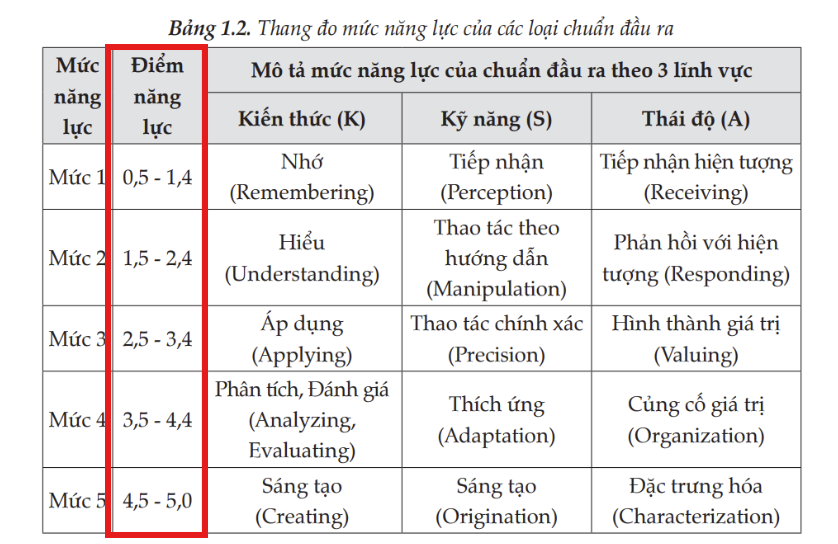 Bảng 1.2. Thang đo mức năng lực của các loại chuẩn đầu ra
Mức
năng
lực
Điểm
năng
lực
Mô tả mức năng lực của chuẩn đầu ra theo 3 lĩnh vực
Kiến thức (K)
Kỹ năng (S)
Thái độ (A)
Mức 1
0,5 - 1,4
Nhớ
(Remembering)
Tiếp nhận
(Perception)
Tiếp nhận hiện tượng
(Receiving)
Mức 2
1,5 - 2,4
Hiểu
(Understanding)
Thao tác theo
hướng dẫn
(Manipulation)
Phản hồi với hiện
tượng (Responding)
Mức 3
2,5 - 3,4
Áp dụng
(Applying)
Thao tác chính xác
(Precision)
Hình thành giá trị
(Valuing)
Mức 4
3,5 - 4,4
Phân tích, Đánh giá
(Analyzing,
Evaluating)
Thích ứng
(Adaptation)
Củng cố giá trị
(Organization)
Mức 5
4,5 - 5,0
Sáng tạo
(Creating)
Sáng tạo
(Origination)
Đặc trưng hóa
(Characterization)